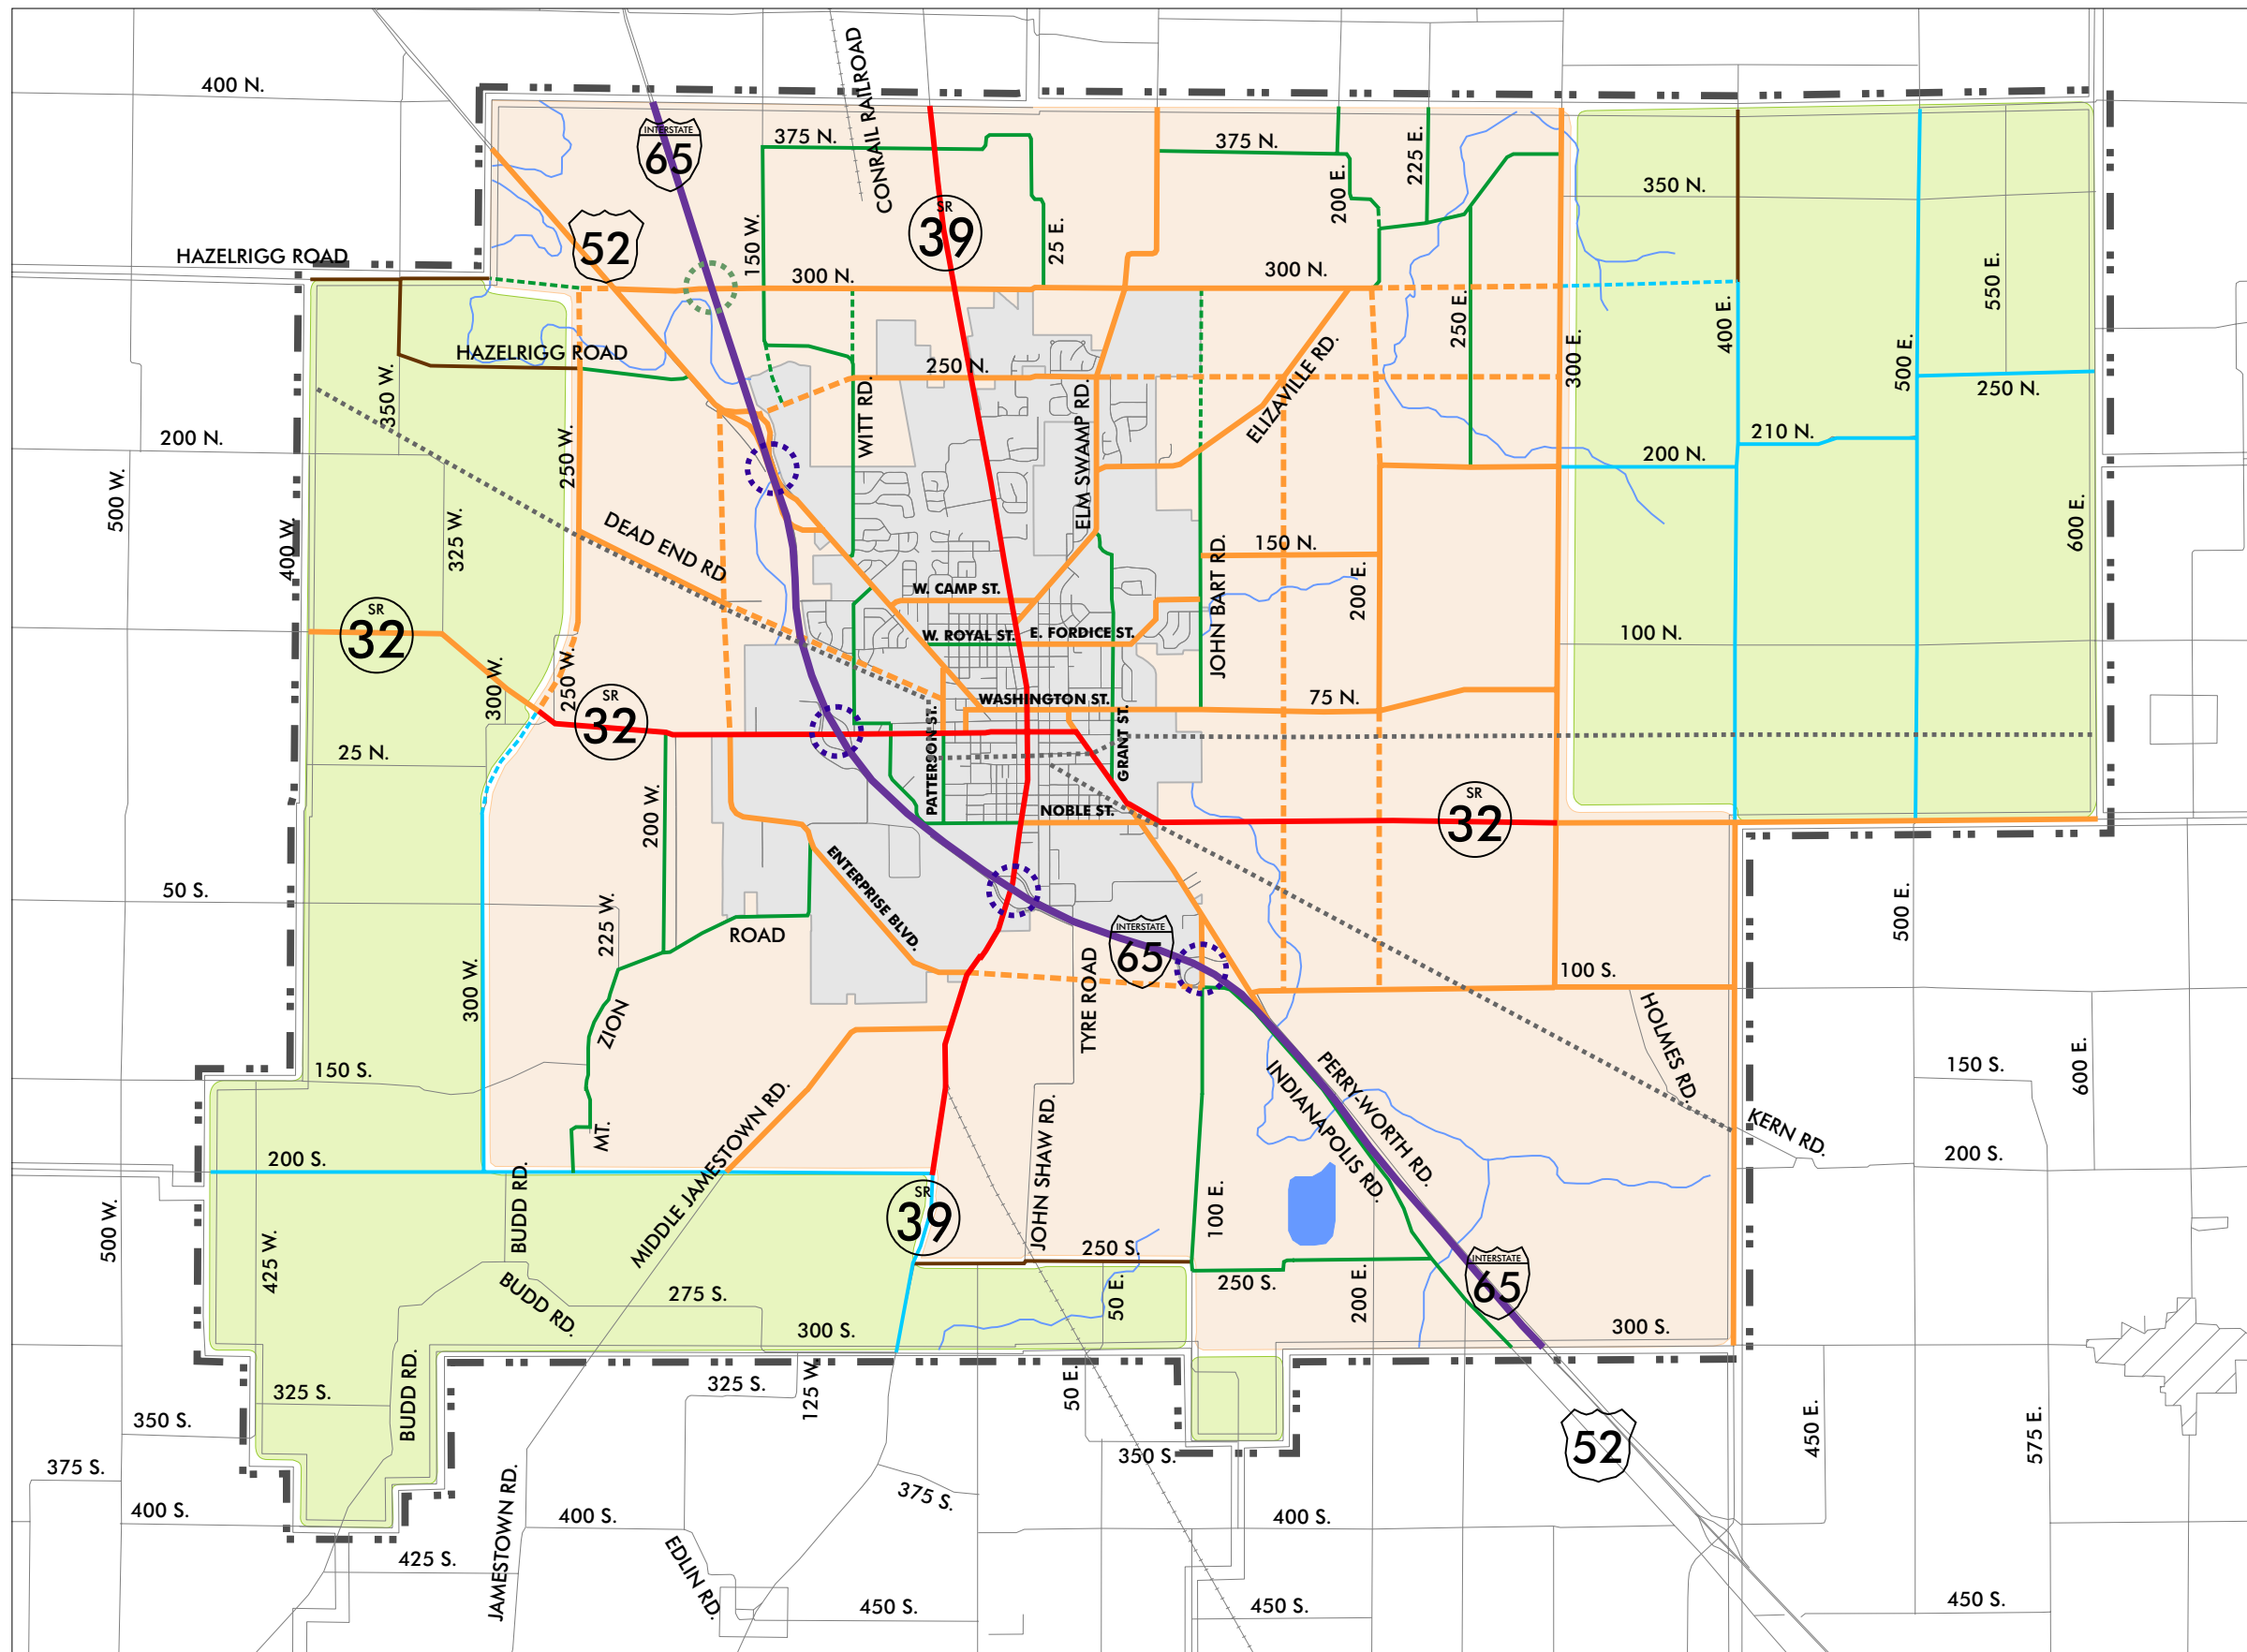 400 N.
CONRAIL RAILROAD
INTERSTATE
65
375 N.
375 N.
225 E.
350 N.
200 E.
SR
39
150 W.
25 E.
52
HAZELRIGG ROAD
300 N.
300 N.
550 E.
250 E.
400 E.
500 E.
300 E.
HAZELRIGG ROAD
250 N.
250 N.
350 W.
WITT RD.
ELM SWAMP RD.
ELIZAVILLE RD.
200 N.
250 W.
210 N.
200 N.
500 W.
400 W.
325 W.
600 E.
DEAD END RD
150 N.
JOHN BART RD.
200 E.
W. CAMP ST.
W. ROYAL ST.
E. FORDICE ST.
100 N.
SR
32
300 W.
250 W.
SR
32
WASHINGTON ST.
75 N.
25 N.
PATTERSON ST.
GRANT ST.
200 W.
NOBLE ST.
SR
32
ENTERPRISE BLVD.
50 S.
225 W.
ROAD
500 E.
INTERSTATE
65
300 W.
100 S.
TYRE ROAD
ZION
HOLMES RD.
150 S.
PERRY-WORTH RD.
INDIANAPOLIS RD.
150 S.
600 E.
MIDDLE JAMESTOWN RD.
JOHN SHAW RD.
MT.
KERN RD.
200 S.
200 S.
BUDD RD.
500 W.
SR
39
100 E.
425 W.
250 S.
250 S.
INTERSTATE
65
BUDD RD.
275 S.
50 E.
200 E.
300 S.
300 S.
BUDD RD.
325 S.
325 S.
125 W.
50 E.
350 S.
350 S.
52
450 E.
575 E.
375 S.
375 S.
JAMESTOWN RD.
400 S.
400 S.
400 S.
425 S.
EDLIN RD.
450 S.
450 S.
450 S.